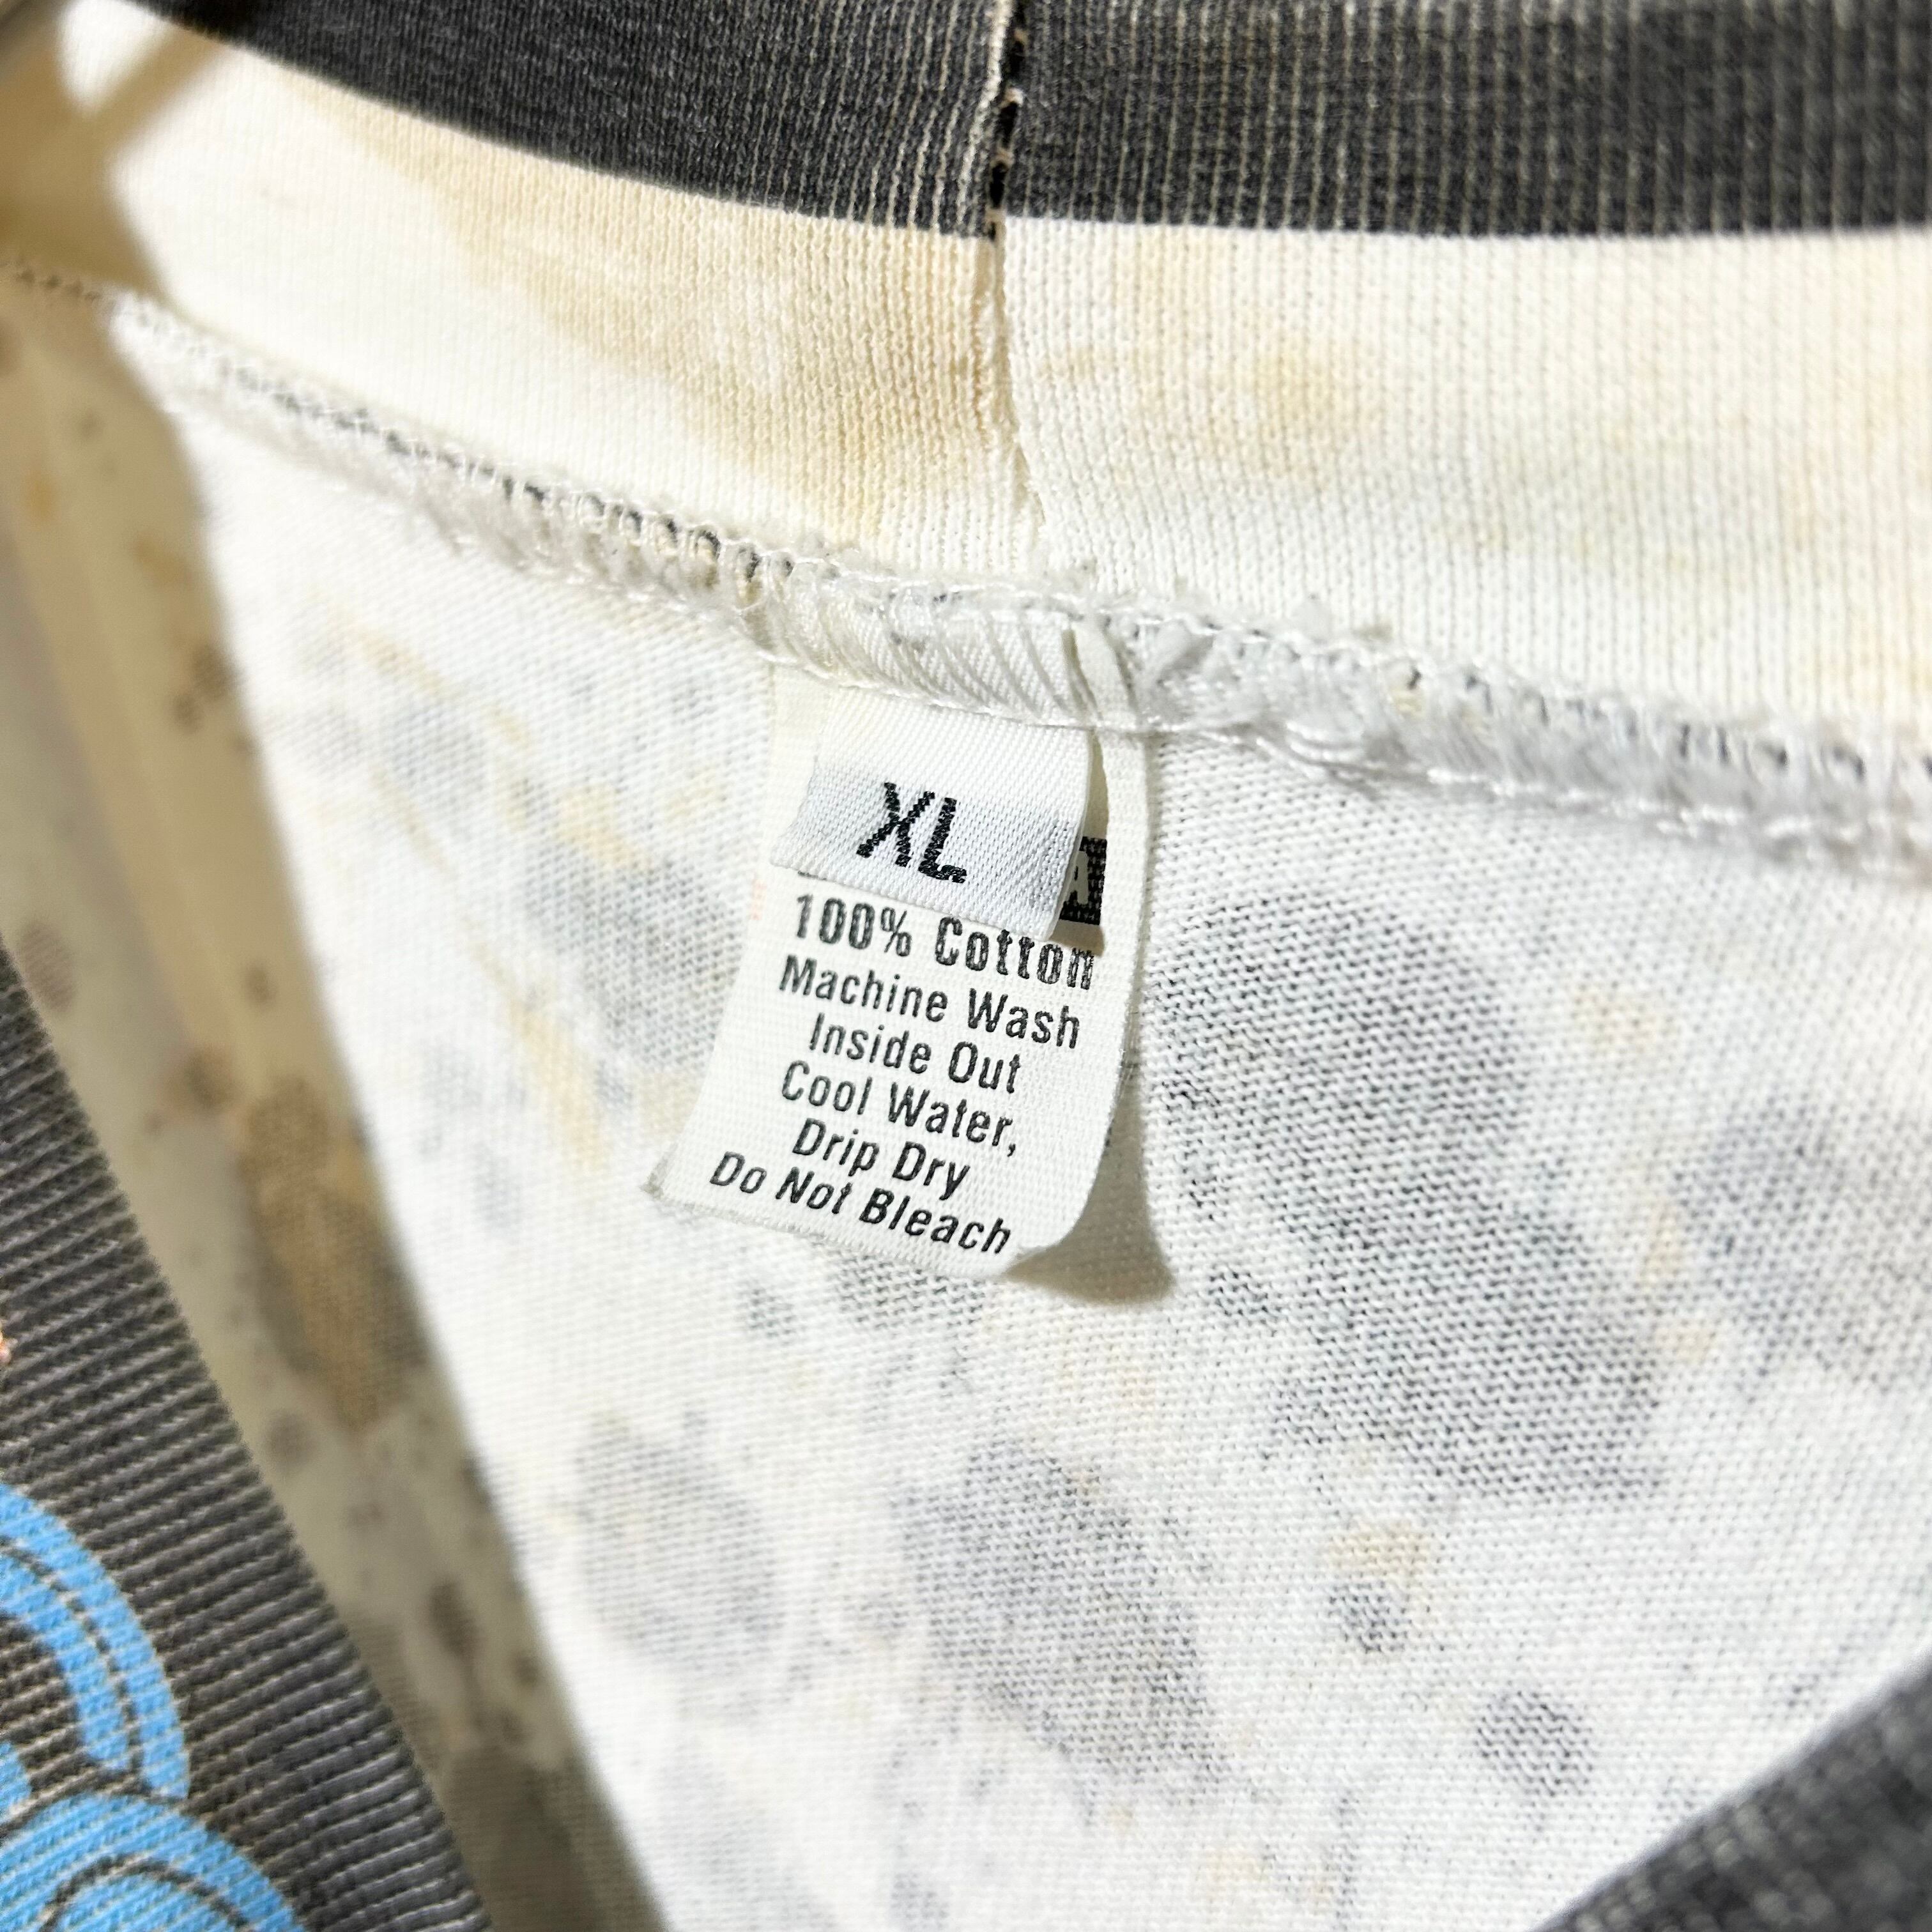 XL
A
100% Cotton
Machine Wash
Inside Out
Cool Water,
Drip Dry
Do Not Bleach